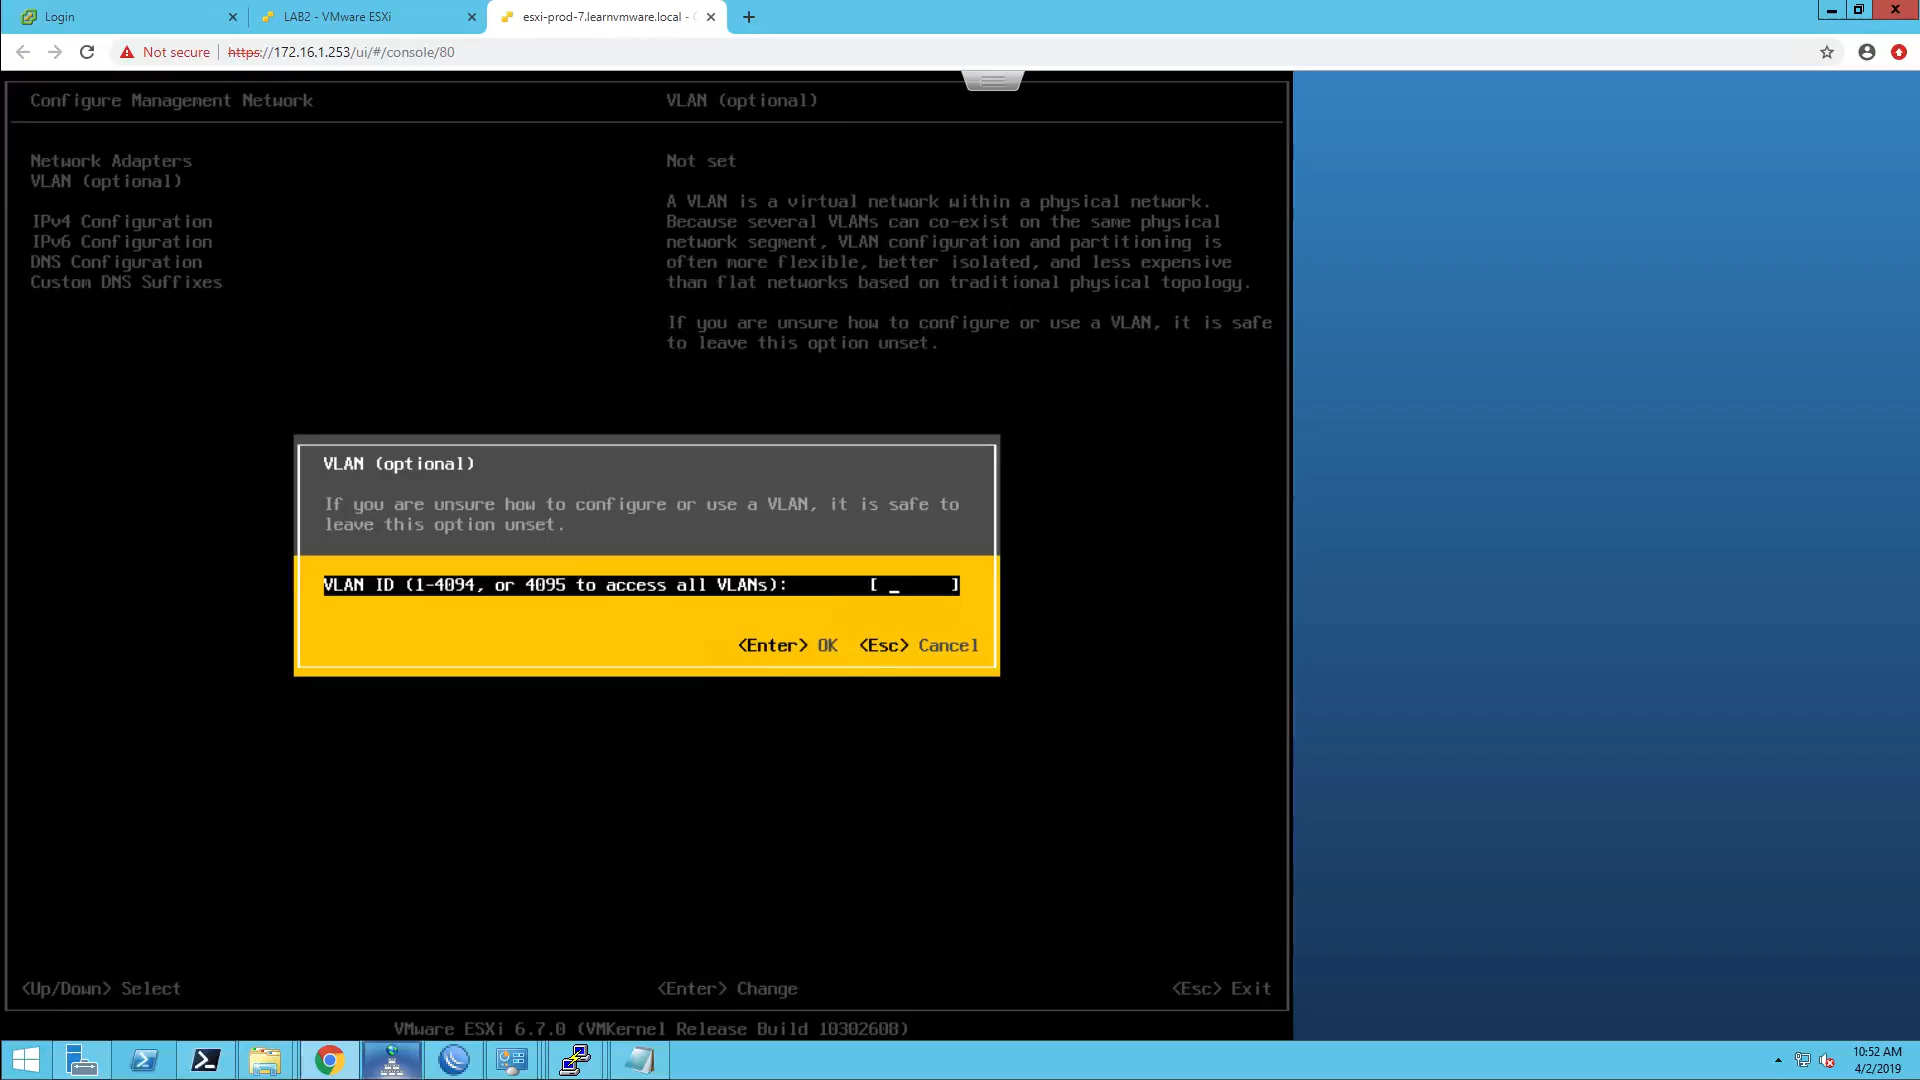 Login
LAB2 - VMware ESXi
esxi-prod-7.learnvmware.local -
Not secure
https://172.16.1.253/ui/#/console/80
Configure Management Network
VLAN (optional)
Network Adapters
VLAN (optional)
IPv4 Configuration
IPv6 Configuration
DNS Configuration
Custom DNS Suffixes
Not set
A VLAN is a virtual network within a physical network.
Because several VLANs can co-exist on the same physical
network segment, VLAN configuration and partitioning is
often more flexible, better isolated, and less expensive
than flat networks based on traditional physical topology.
If you are unsure how to configure or use a VLAN, it is safe
to leave this option unset.
VLAN (optional)
If you are unsure how to configure or use a VLAN, it is safe to
leave this option unset.
VLAN ID (1-4094, or 4095 to access all VLANs): [ _ ]
<Enter> OK <Esc> Cancel
<Up/Down> Select
<Enter> Change
<Esc> Exit
VMware ESXi 6.7.0 (VMKernel Release Build 10302608)
10:52 AM
4/2/2019